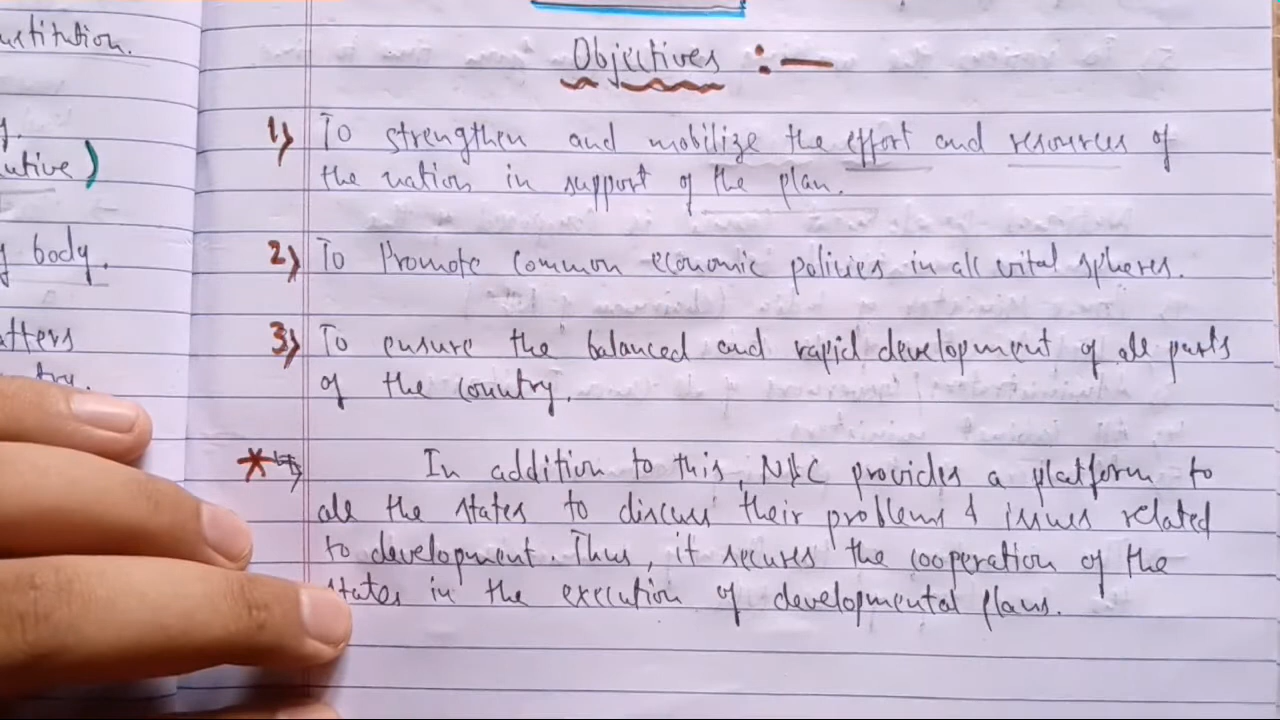 nstitution.
utive)
body.
atters
try.
Objectives :—
1) To strengthen and mobilize the effort and resources of
the nation in support of the plan.
2) To Promote common economic policies in all vital spheres.
3) To ensure the balanced and rapid development of all parts
of the country.
* In addition to this, NDC provides a platform to
all the states to discuss their problems & issues related
to development. Thus, it secures the cooperation of the
states in the execution of developmental plans.